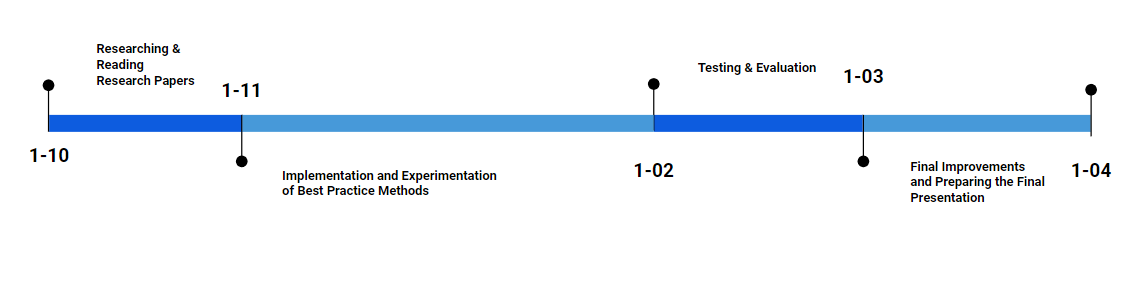 Researching &
Reading
Research Papers
1-10
1-11
Implementation and Experimentation
of Best Practice Methods
1-02
Testing & Evaluation
1-03
Final Improvements
and Preparing the Final
Presentation
1-04